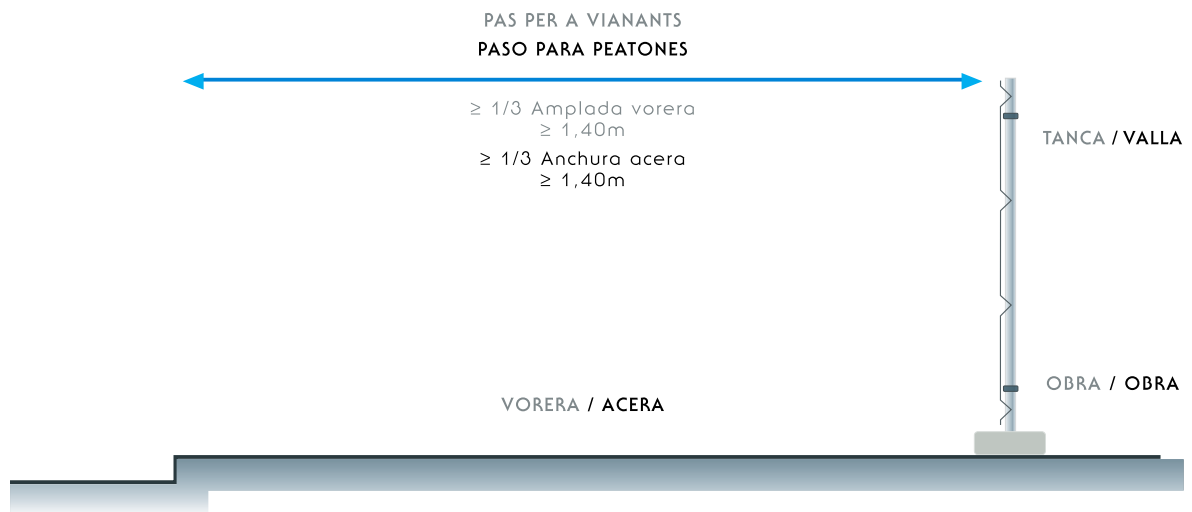 PAS PER A VIANANTS
PASO PARA PEATONES
≥ 1/3 Amplada vorera
≥ 1,40m
≥ 1/3 Anchura acera
≥ 1,40m
TANCA / VALLA
OBRA / OBRA
VORERA / ACERA